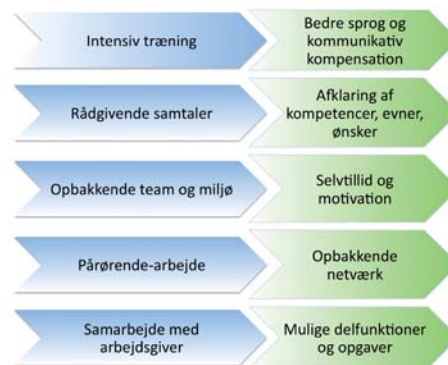 Intensiv træning
Bedre sprog og
kommunikativ
kompensation
Rådgivende samtaler
Afklaring af
kompetencer, evner,
ønsker
Opbakkende team og miljø
Selvtillid og
motivation
Pårørende-arbejde
Opbakkende
netværk
Samarbejde med
arbejdsgiver
Mulige delfunktioner
og opgaver